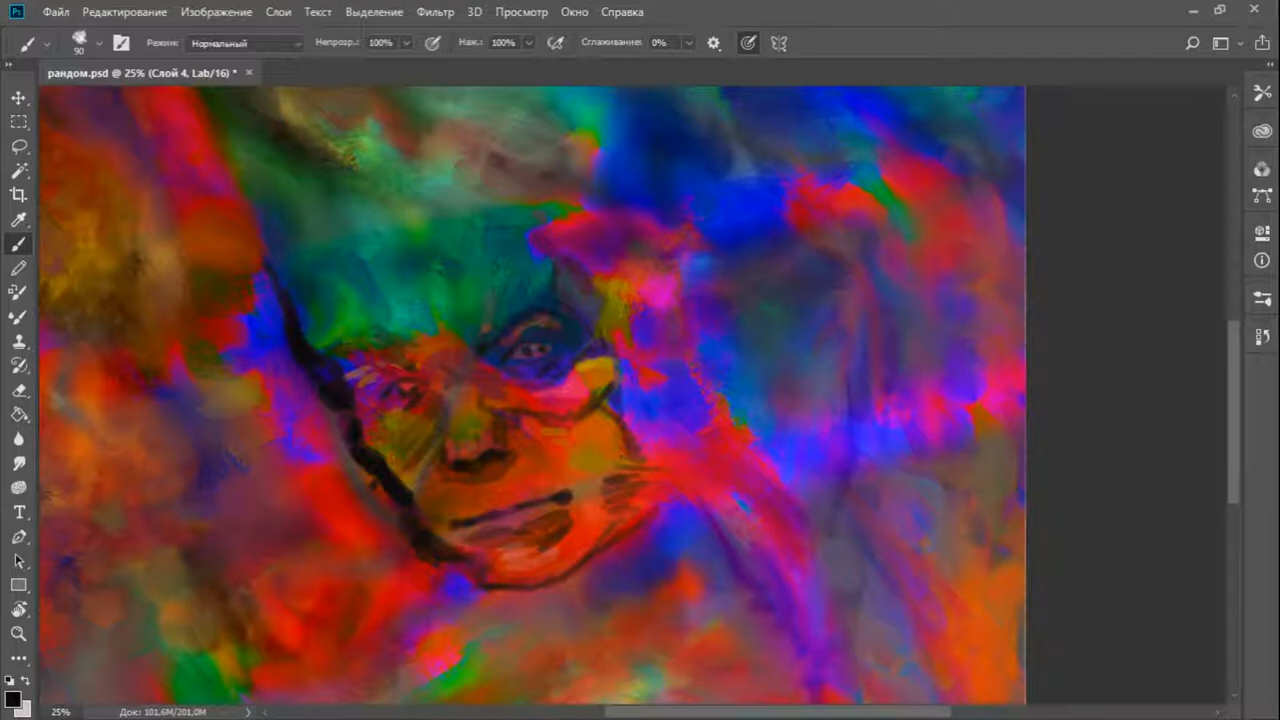 Ps Файл Редактирование Изображение Слои Текст Выделение Фильтр 3D Просмотр Окно Справка
90 Режим: Нормальный Непрозр.: 100% Наж.: 100% Сглаживание: 0%
рандом.psd @ 25% (Слой 4, Lab/16) *
25% Док: 101,6M/201,0M